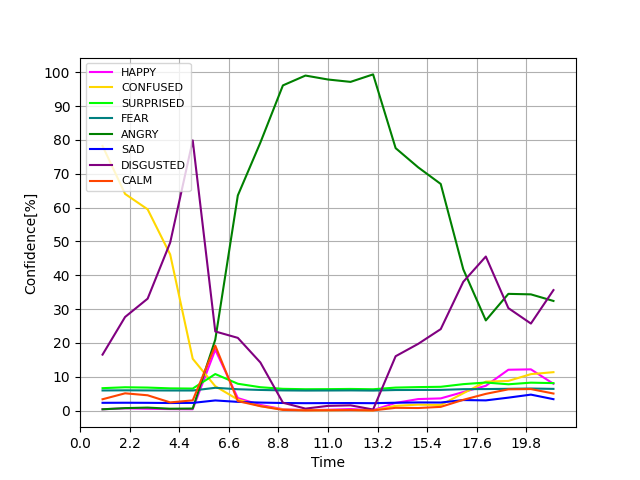 100
90
80
70
60
50
40
30
20
10
0
Confidence[%]
HAPPY
CONFUSED
SURPRISED
FEAR
ANGRY
SAD
DISGUSTED
CALM
0.0 2.2 4.4 6.6 8.8 11.0 13.2 15.4 17.6 19.8
Time